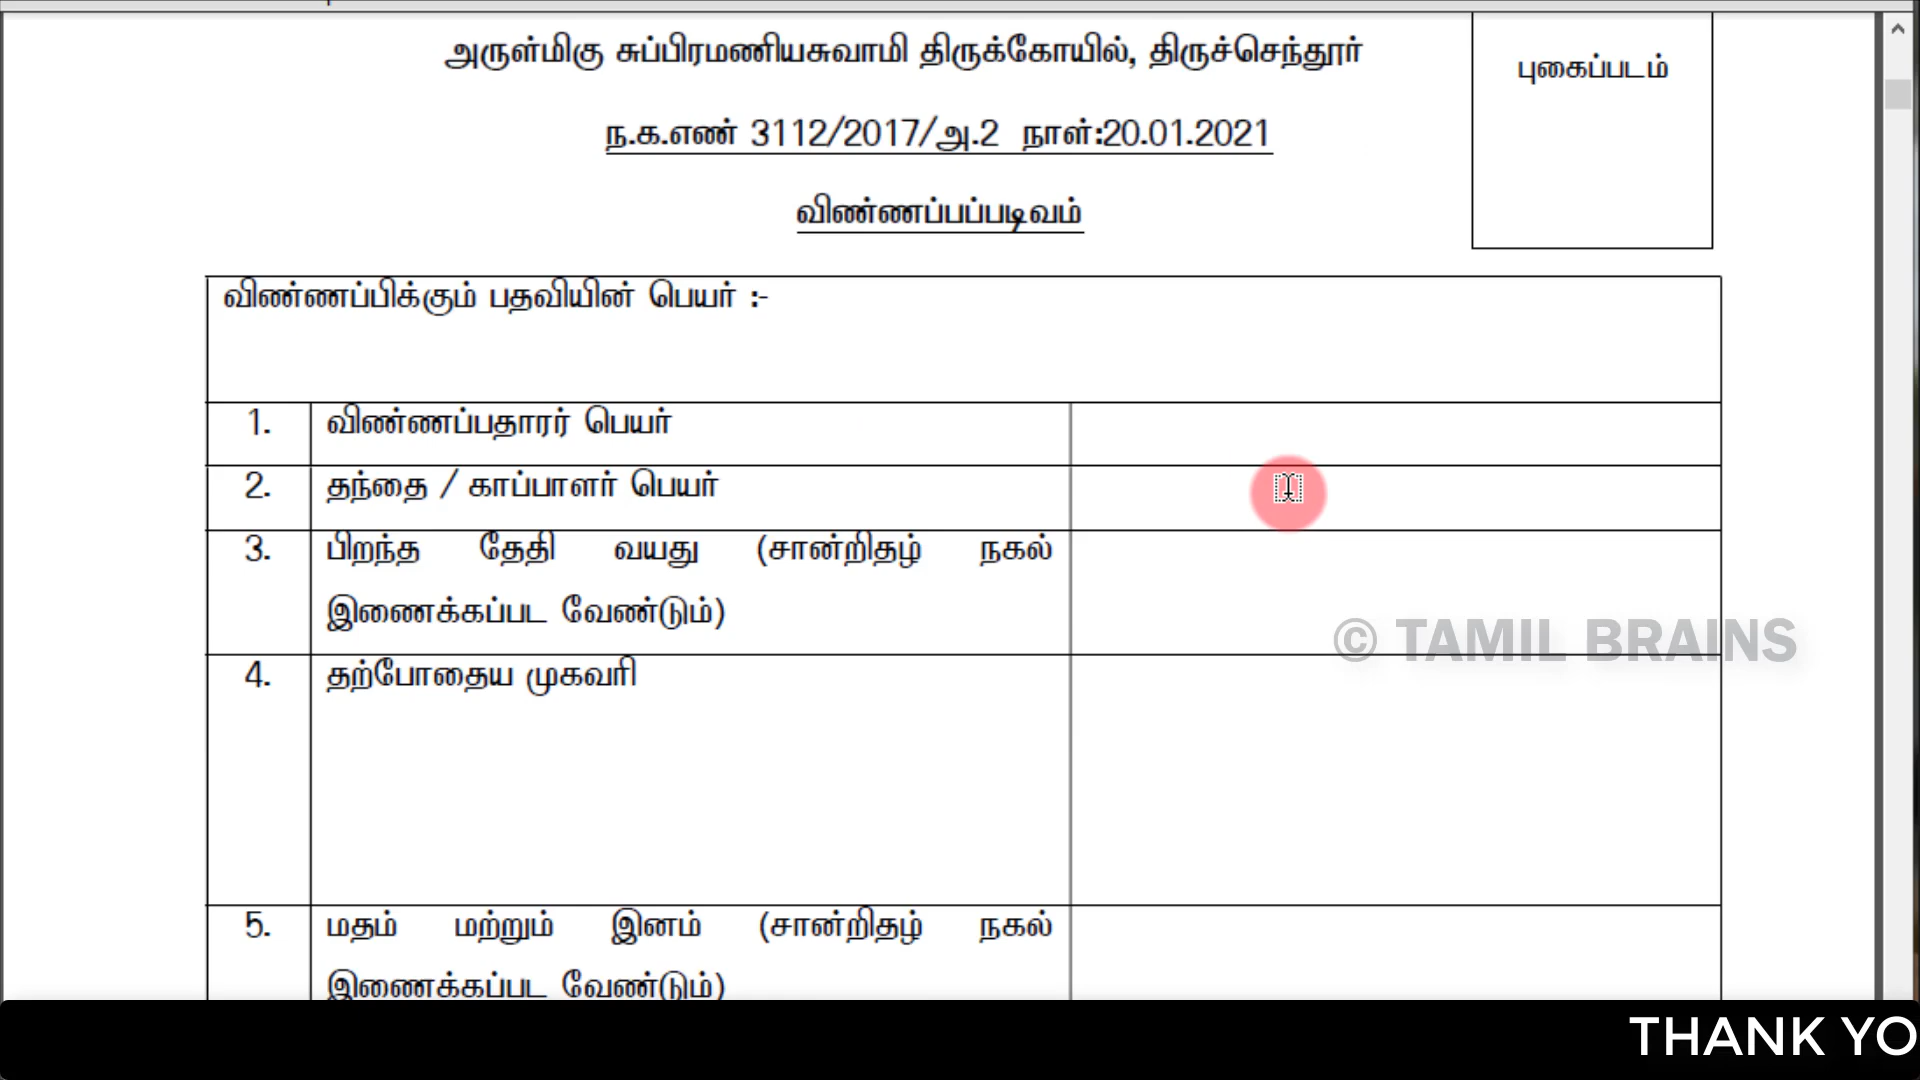 அருள்மிகு சுப்பிரமணியசுவாமி திருக்கோயில், திருச்செந்தூர்
புகைப்படம்
ந.க.எண் 3112/2017/அ.2 நாள்:20.01.2021
விண்ணப்பப்படிவம்
விண்ணப்பிக்கும் பதவியின் பெயர் :-
1. விண்ணப்பதாரர் பெயர்
2. தந்தை / காப்பாளர் பெயர்
3. பிறந்த தேதி வயது (சான்றிதழ் நகல்
இணைக்கப்பட வேண்டும்)
© TAMIL BRAINS
4. தற்போதைய முகவரி
5. மதம் மற்றும் இனம் (சான்றிதழ் நகல்
இணைக்கப்பட வேண்டும்)
THANK YO